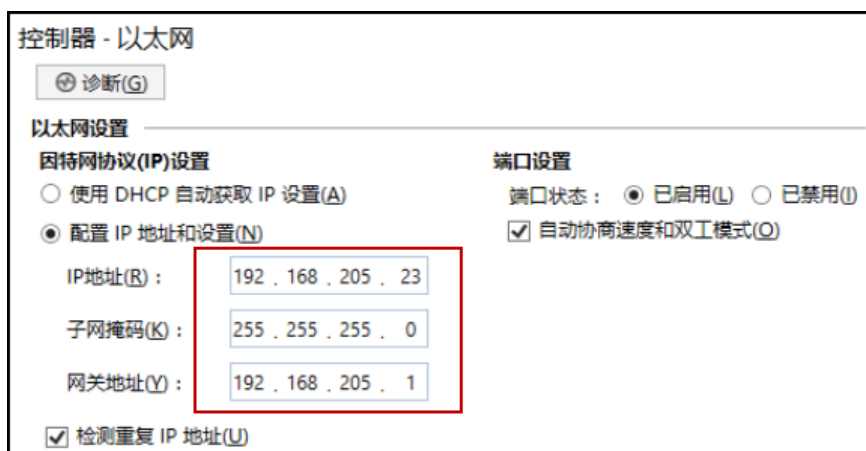 控制器 - 以太网
诊断(G)
以太网设置
因特网协议(IP)设置
使用 DHCP 自动获取 IP 设置(A)
配置 IP 地址和设置(N)
IP地址(R)：
192 . 168 . 205 . 23
子网掩码(K)：
255 . 255 . 255 . 0
网关地址(Y)：
192 . 168 . 205 . 1
检测重复 IP 地址(U)
端口设置
端口状态： 已启用(L) 已禁用(I)
自动协商速度和双工模式(O)